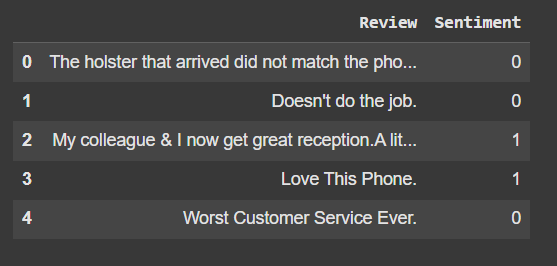 Review Sentiment
0 The holster that arrived did not match the pho... 0
1 Doesn't do the job. 0
2 My colleague & I now get great reception.A lit... 1
3 Love This Phone. 1
4 Worst Customer Service Ever. 0